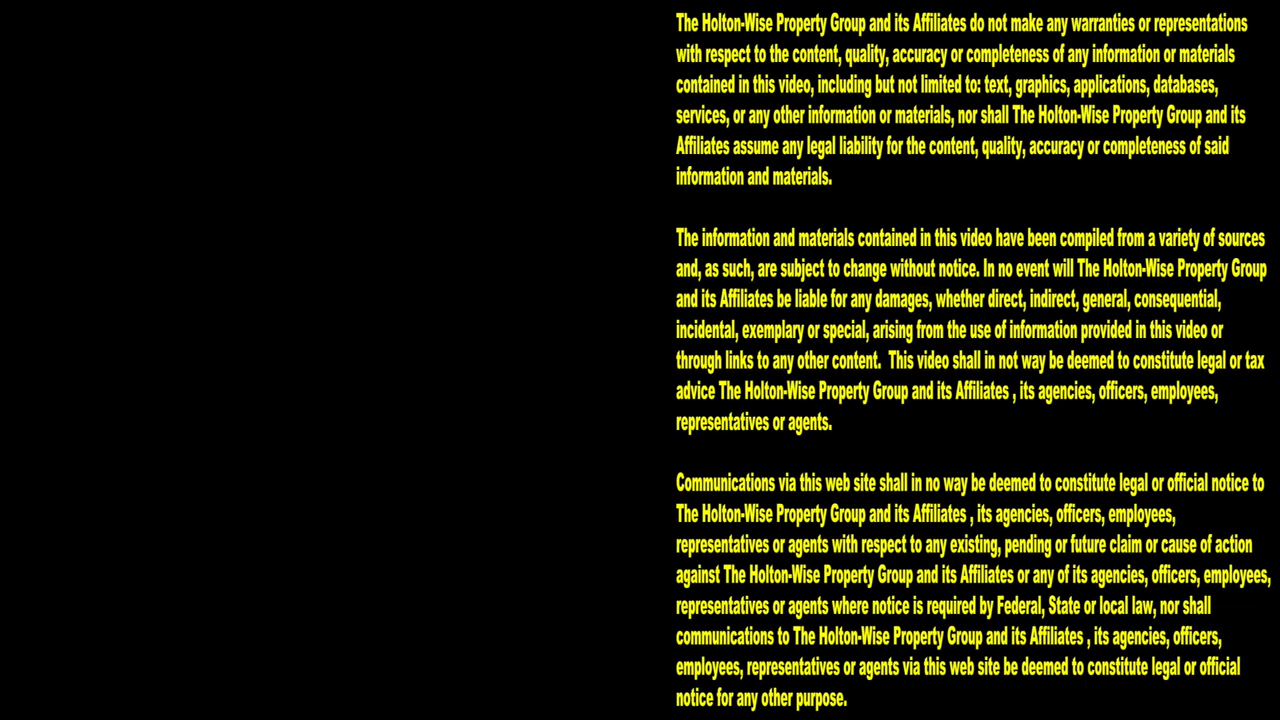 The Holton-Wise Property Group and its Affiliates do not make any warranties or representations
with respect to the content, quality, accuracy or completeness of any information or materials
contained in this video, including but not limited to: text, graphics, applications, databases,
services, or any other information or materials, nor shall The Holton-Wise Property Group and its
Affiliates assume any legal liability for the content, quality, accuracy or completeness of said
information and materials.
The information and materials contained in this video have been compiled from a variety of sources
and, as such, are subject to change without notice. In no event will The Holton-Wise Property Group
and its Affiliates be liable for any damages, whether direct, indirect, general, consequential,
incidental, exemplary or special, arising from the use of information provided in this video or
through links to any other content.  This video shall in not way be deemed to constitute legal or tax
advice The Holton-Wise Property Group and its Affiliates , its agencies, officers, employees,
representatives or agents.
Communications via this web site shall in no way be deemed to constitute legal or official notice to
The Holton-Wise Property Group and its Affiliates , its agencies, officers, employees,
representatives or agents with respect to any existing, pending or future claim or cause of action
against The Holton-Wise Property Group and its Affiliates or any of its agencies, officers, employees,
representatives or agents where notice is required by Federal, State or local law, nor shall
communications to The Holton-Wise Property Group and its Affiliates , its agencies, officers,
employees, representatives or agents via this web site be deemed to constitute legal or official
notice for any other purpose.